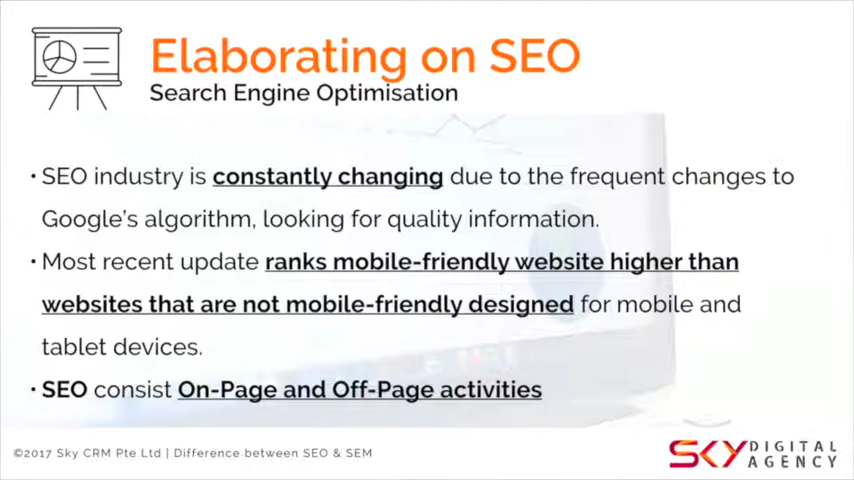 Elaborating on SEO
Search Engine Optimisation
• SEO industry is constantly changing due to the frequent changes to
Google's algorithm, looking for quality information.
• Most recent update ranks mobile-friendly website higher than
websites that are not mobile-friendly designed for mobile and
tablet devices.
• SEO consist On-Page and Off-Page activities
©2017 Sky CRM Pte Ltd | Difference between SEO & SEM
SKY DIGITAL
AGENCY